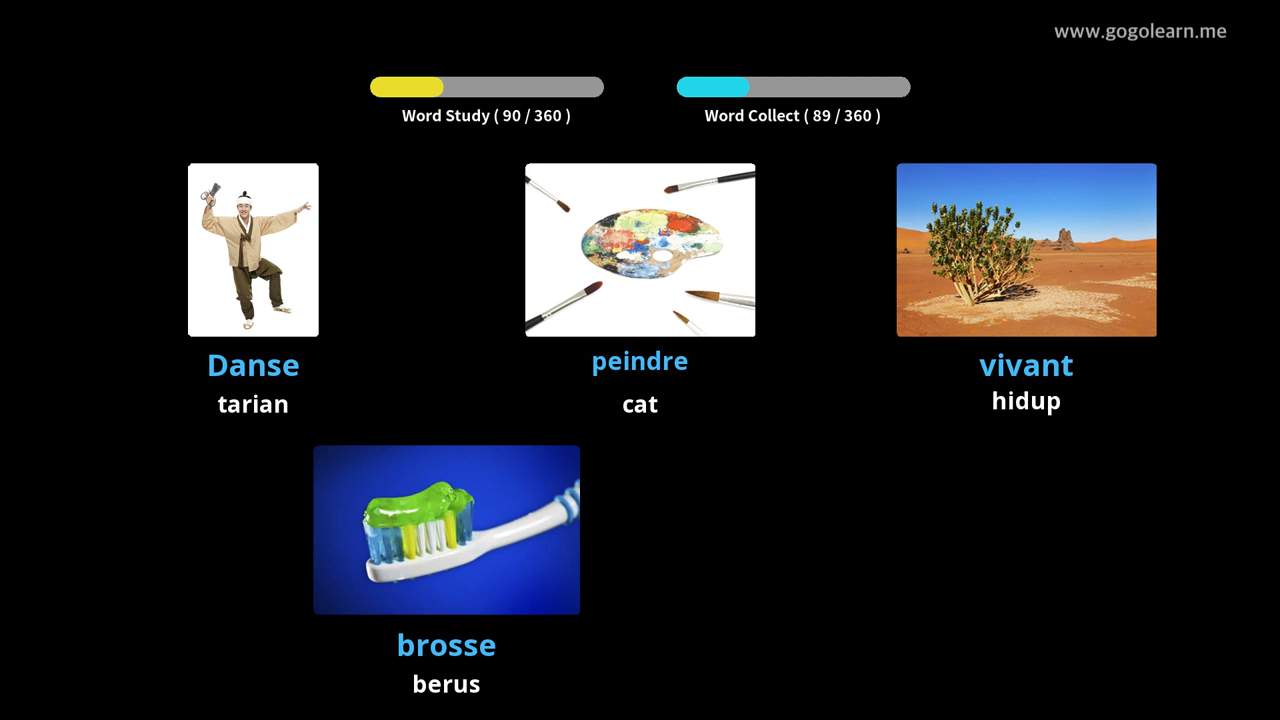 www.gogolearn.me
Word Study ( 90 / 360 )
Word Collect ( 89 / 360 )
Danse
tarian
peindre
cat
vivant
hidup
brosse
berus